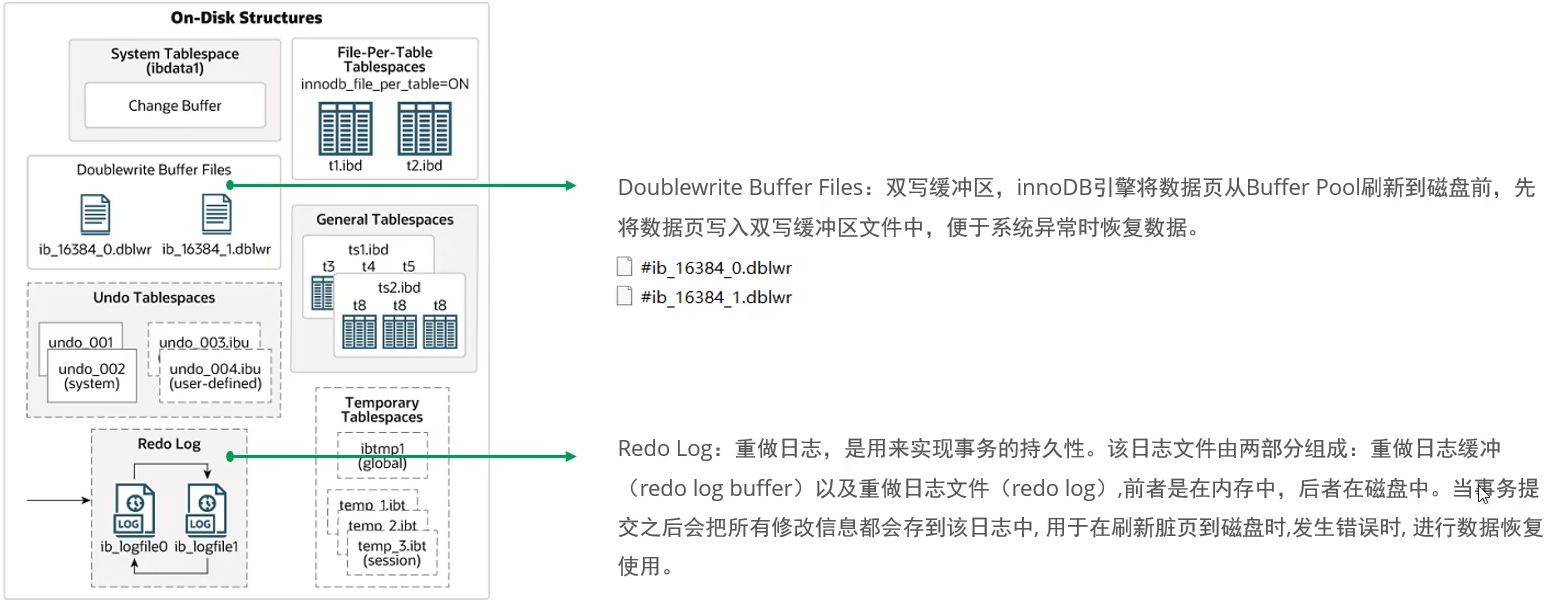 On-Disk Structures
System Tablespace
(ibdata1)
Change Buffer
File-Per-Table
Tablespaces
innodb_file_per_table=ON
t1.ibd
t2.ibd
Doublewrite Buffer Files
ib_16384_0.dblwr
ib_16384_1.dblwr
General Tablespaces
ts1.ibd
t3 t4 t5
ts2.ibd
t8 t8 t8
Undo Tablespaces
undo_001
undo_002
(system)
undo_003.ibu
undo_004.ibu
(user-defined)
Temporary
Tablespaces
ibtmp1
(global)
temp_1.ibt
temp_2.ibt
temp_3.ibt
(session)
Redo Log
LOG
LOG
ib_logfile0
ib_logfile1
Doublewrite Buffer Files：双写缓冲区，innoDB引擎将数据页从Buffer Pool刷新到磁盘前，先
将数据页写入双写缓冲区文件中，便于系统异常时恢复数据。
#ib_16384_0.dblwr
#ib_16384_1.dblwr
Redo Log：重做日志，是用来实现事务的持久性。该日志文件由两部分组成：重做日志缓冲
（redo log buffer）以及重做日志文件（redo log）,前者是在内存中，后者在磁盘中。当事务提
交之后会把所有修改信息都会存到该日志中, 用于在刷新脏页到磁盘时,发生错误时, 进行数据恢复
使用。